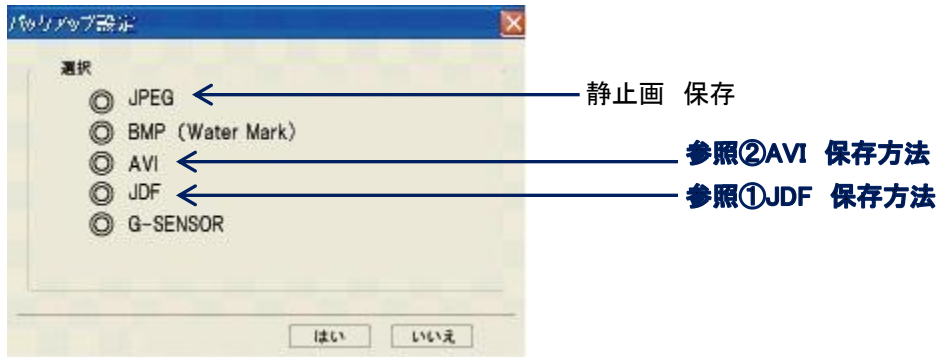 バックアップ設定
選択
JPEG
静止画 保存
BMP (Water Mark)
AVI
参照②AVI 保存方法
JDF
参照①JDF 保存方法
G-SENSOR
はい
いいえ